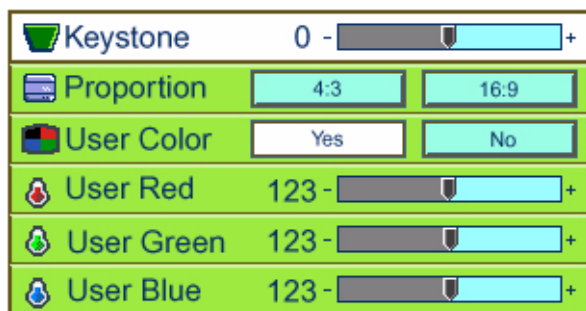 Keystone 0 - +
Proportion 4:3 16:9
User Color Yes No
User Red 123 - +
User Green 123 - +
User Blue 123 - +